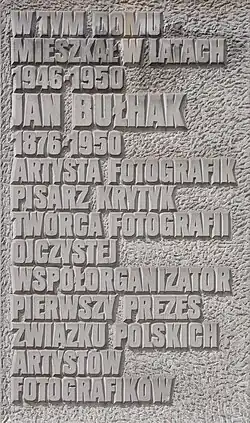 W TYM DOMU
MIESZKAŁ W LATACH
1946-1950
JAN BUŁHAK
1876-1950
ARTYSTA FOTOGRAFIK
PISARZ KRYTYK
TWÓRCA FOTOGRAFII
OJCZYSTEJ
WSPÓŁORGANIZATOR
PIERWSZY PREZES
ZWIĄZKU POLSKICH
ARTYSTÓW
FOTOGRAFIKÓW